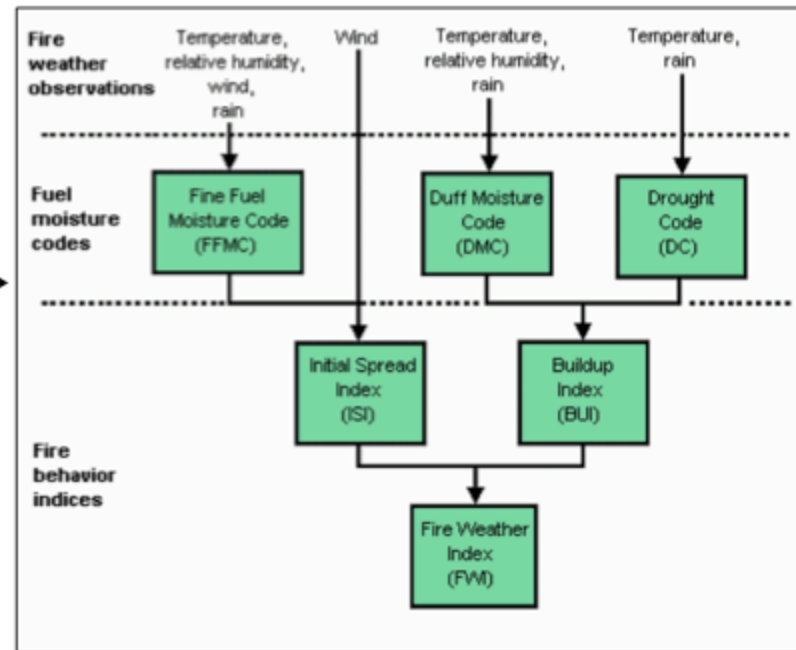 Fire
weather
observations
Temperature,
relative humidity,
wind,
rain
Wind
Temperature,
relative humidity,
rain
Temperature,
rain
Fuel
moisture
codes
Fine Fuel
Moisture Code
(FFMC)
Duff Moisture
Code
(DMC)
Drought
Code
(DC)
Fire
behavior
indices
Initial Spread
Index
(ISI)
Buildup
Index
(BUI)
Fire Weather
Index
(FWI)